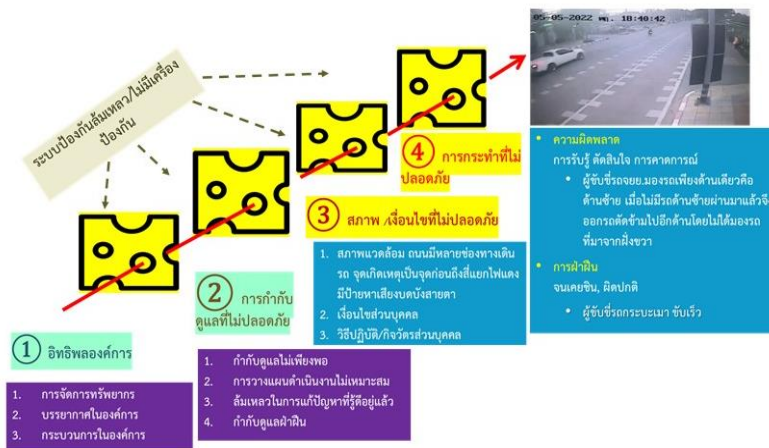 05-05-2022 พฤ. 18:40:42
ระบบป้องกันล้มเหลว/ไม่มีเครื่อง
ป้องกัน
④ การกระทำที่ไม่
ปลอดภัย
③ สภาพ /เงื่อนไขที่ไม่ปลอดภัย
1. สภาพแวดล้อม ถนนมีหลายช่องทางเดิน
รถ จุดเกิดเหตุเป็นจุดก่อนถึงสี่แยกไฟแดง
มีป้ายหาเสียงบดบังสายตา
2. เงื่อนไขส่วนบุคคล
3. วิธีปฏิบัติ/กิจวัตรส่วนบุคคล
• ความผิดพลาด
การรับรู้ ตัดสินใจ การคาดการณ์
• ผู้ขับขี่รถจยย.มองรถเพียงด้านเดียวคือ
ด้านซ้าย เมื่อไม่มีรถด้านซ้ายผ่านมาแล้วจึง
ออกรถตัดข้ามไปอีกด้านโดยไม่ได้มองรถ
ที่มาจากฝั่งขวา
• การฝ่าฝืน
จนเคยชิน, ผิดปกติ
• ผู้ขับขี่รถกระบะเมา ขับเร็ว
② การกำกับ
ดูแลที่ไม่ปลอดภัย
1. กำกับดูแลไม่เพียงพอ
2. การวางแผนดำเนินงานไม่เหมาะสม
3. ล้มเหลวในการแก้ปัญหาที่รู้ดีอยู่แล้ว
4. กำกับดูแลฝ่าฝืน
① อิทธิพลองค์การ
1. การจัดการทรัพยากร
2. บรรยากาศในองค์การ
3. กระบวนการในองค์การ